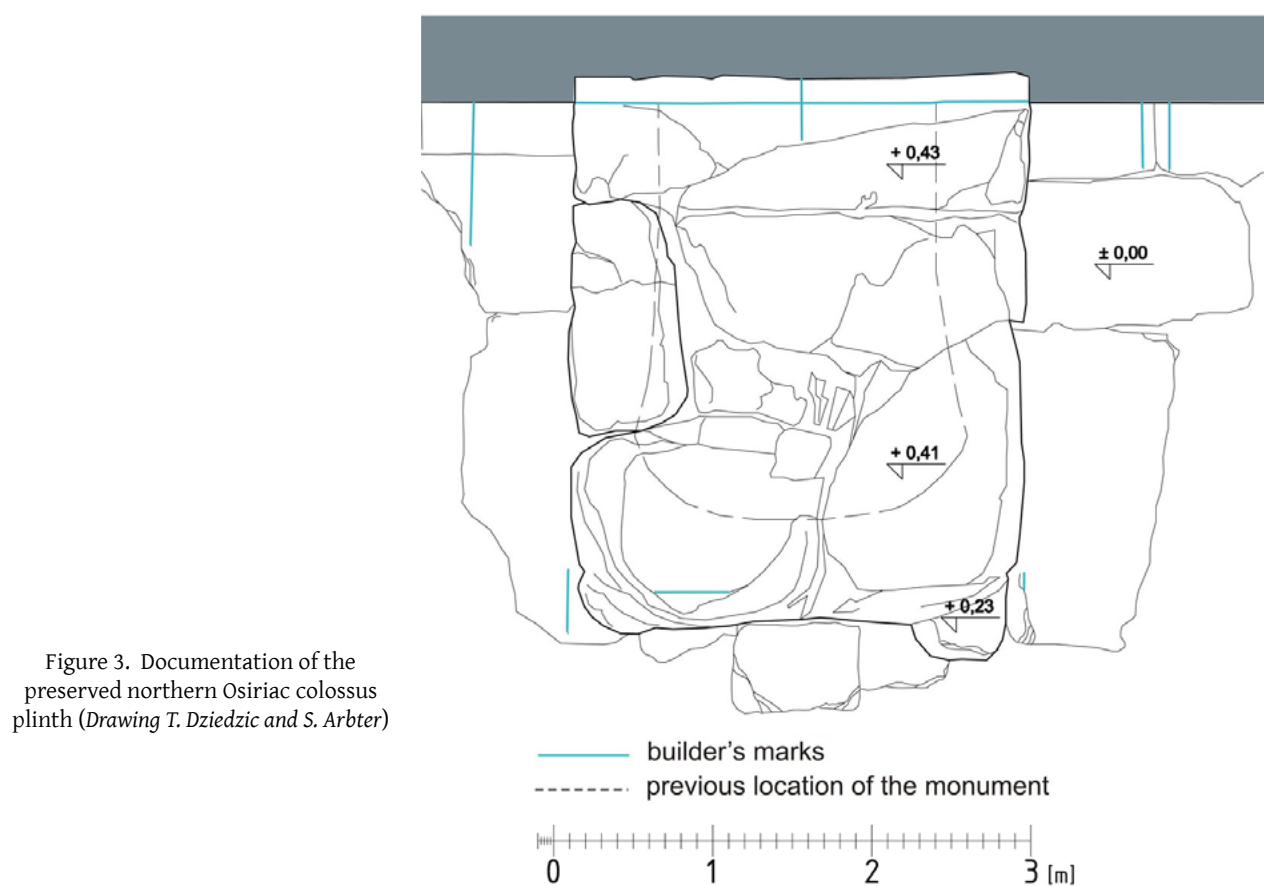 + 0,43
± 0,00
+ 0,41
+ 0,23
Figure 3. Documentation of the
preserved northern Osiriac colossus
plinth (Drawing T. Dziedzic and S. Arbter)
builder's marks
previous location of the monument
0 1 2 3 [m]